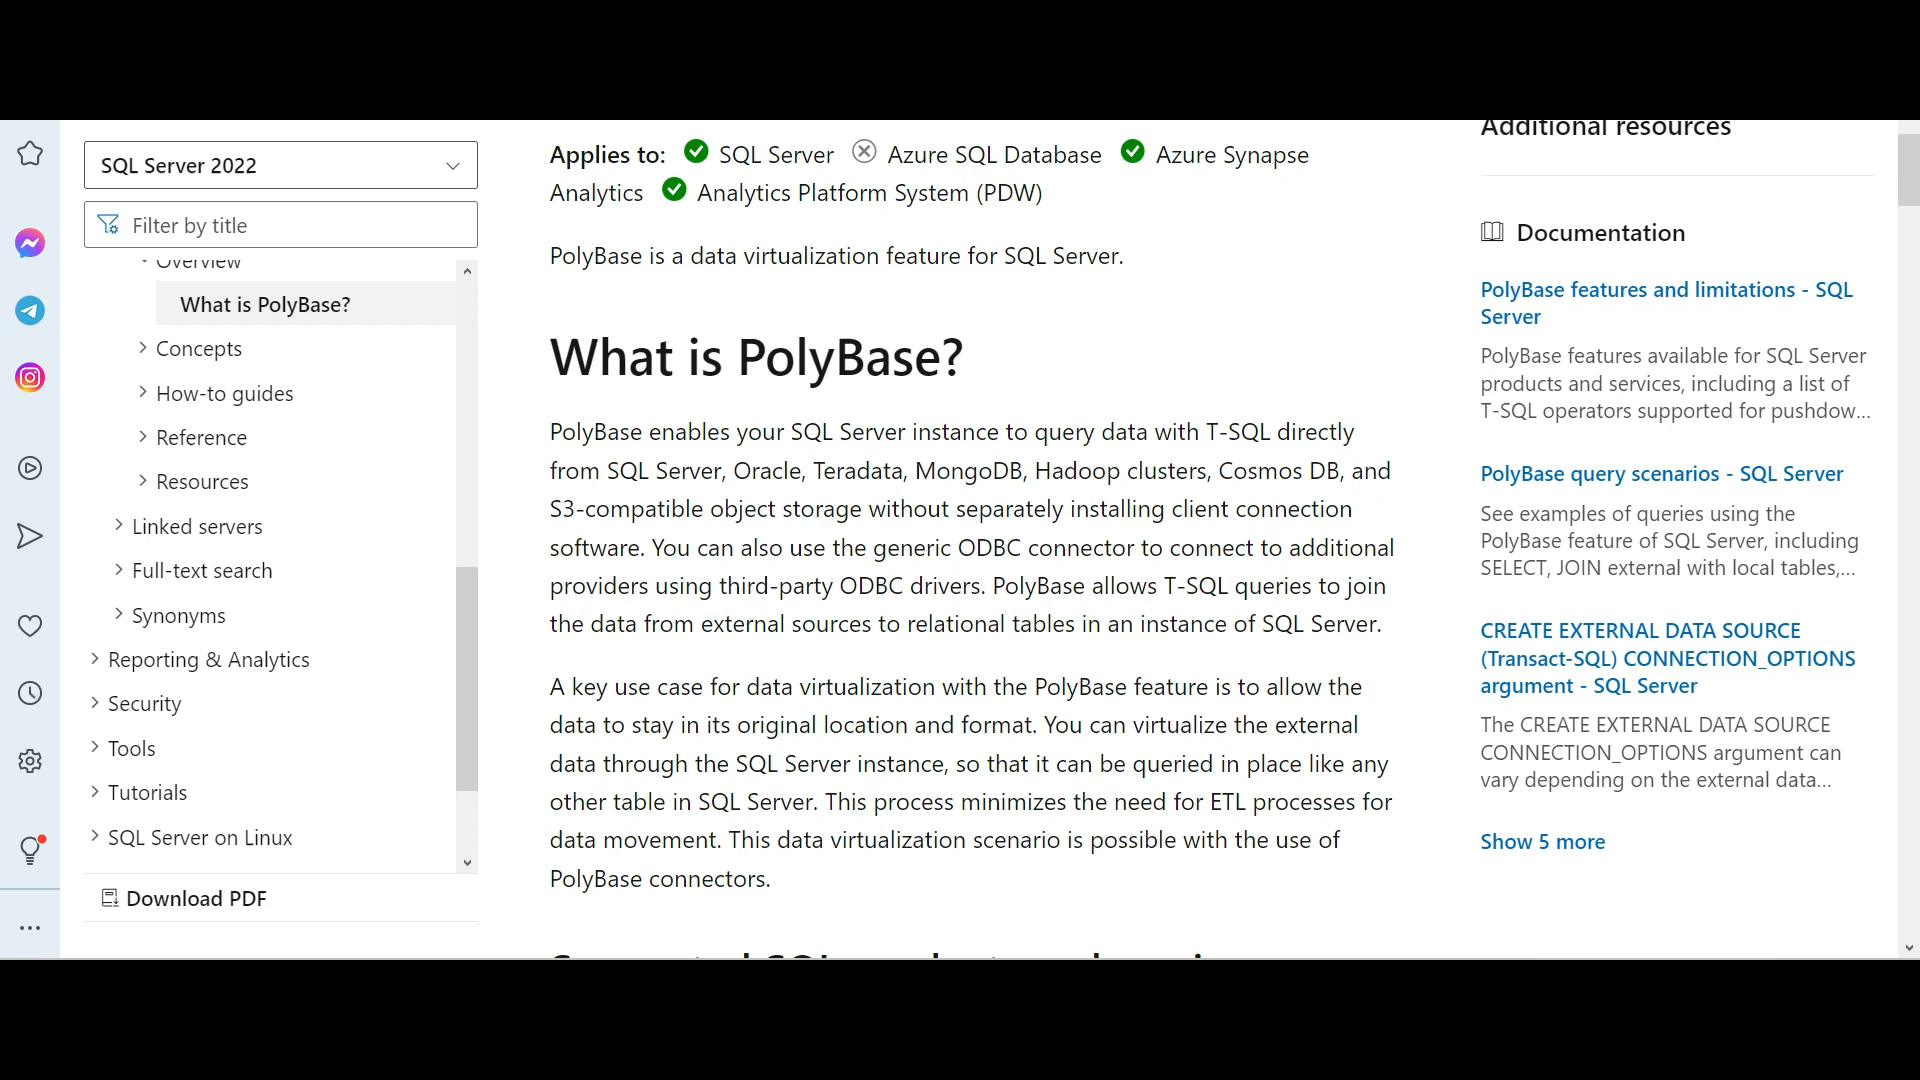 SQL Server 2022
Filter by title
Overview
What is PolyBase?
Concepts
How-to guides
Reference
Resources
Linked servers
Full-text search
Synonyms
Reporting & Analytics
Security
Tools
Tutorials
SQL Server on Linux
Download PDF
Applies to: SQL Server Azure SQL Database Azure Synapse
Analytics Analytics Platform System (PDW)
PolyBase is a data virtualization feature for SQL Server.
What is PolyBase?
PolyBase enables your SQL Server instance to query data with T-SQL directly
from SQL Server, Oracle, Teradata, MongoDB, Hadoop clusters, Cosmos DB, and
S3-compatible object storage without separately installing client connection
software. You can also use the generic ODBC connector to connect to additional
providers using third-party ODBC drivers. PolyBase allows T-SQL queries to join
the data from external sources to relational tables in an instance of SQL Server.
A key use case for data virtualization with the PolyBase feature is to allow the
data to stay in its original location and format. You can virtualize the external
data through the SQL Server instance, so that it can be queried in place like any
other table in SQL Server. This process minimizes the need for ETL processes for
data movement. This data virtualization scenario is possible with the use of
PolyBase connectors.
Additional resources
Documentation
PolyBase features and limitations - SQL
Server
PolyBase features available for SQL Server
products and services, including a list of
T-SQL operators supported for pushdow...
PolyBase query scenarios - SQL Server
See examples of queries using the
PolyBase feature of SQL Server, including
SELECT, JOIN external with local tables,...
CREATE EXTERNAL DATA SOURCE
(Transact-SQL) CONNECTION_OPTIONS
argument - SQL Server
The CREATE EXTERNAL DATA SOURCE
CONNECTION_OPTIONS argument can
vary depending on the external data...
Show 5 more